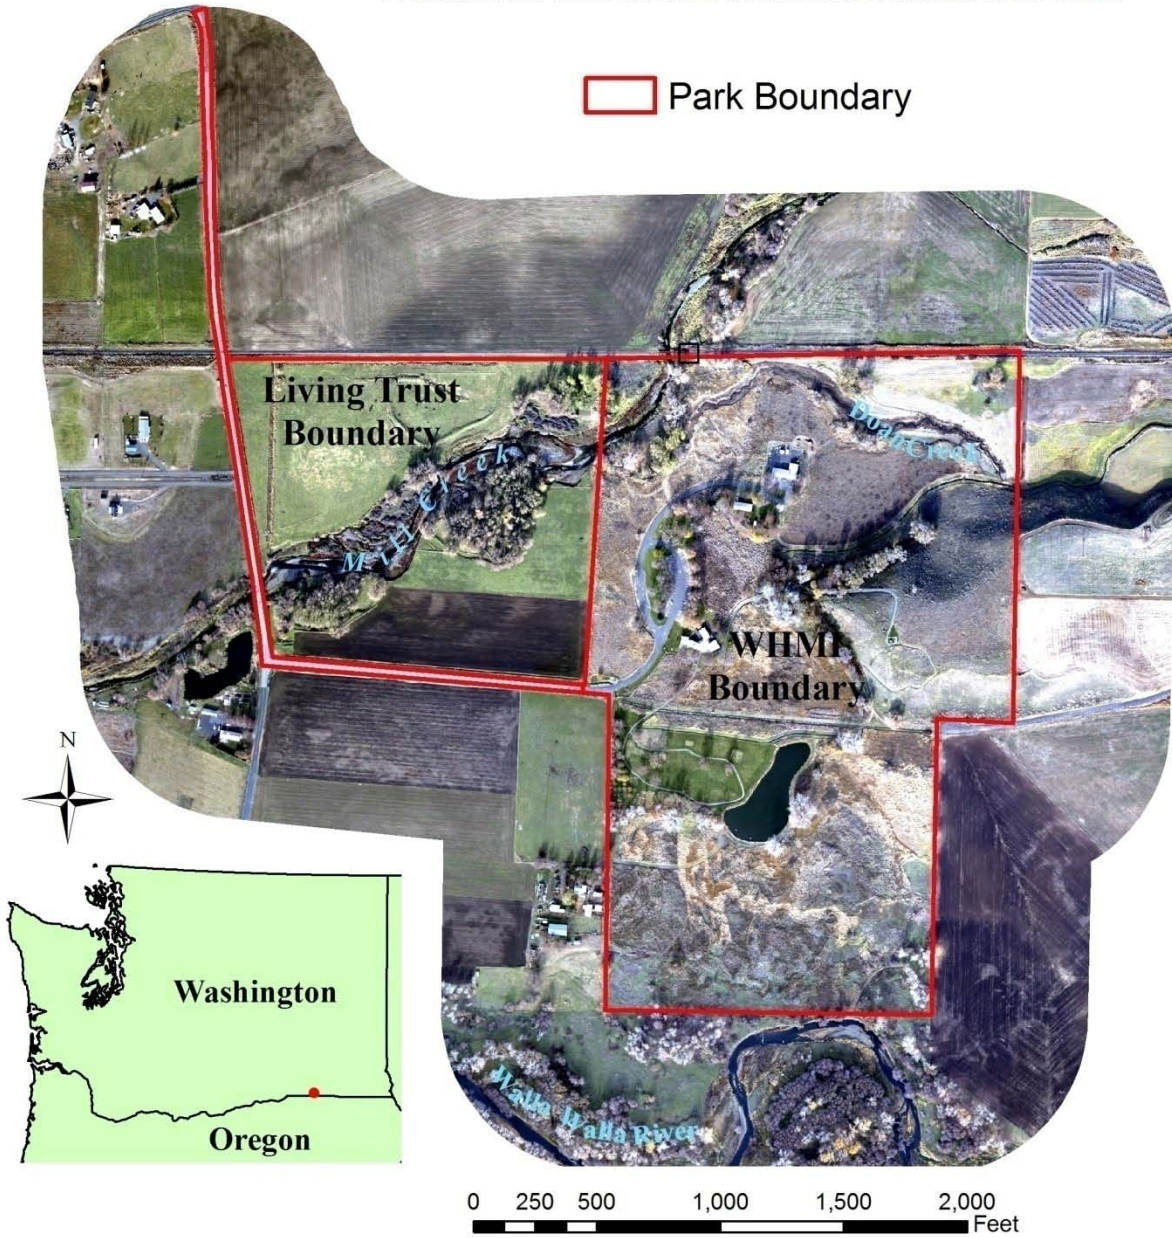 Park Boundary
Living Trust
Boundary
Doan Creek
Mill Creek
WHMI
Boundary
N
Washington
Oregon
Walla Walla River
0 250 500 1,000 1,500 2,000
Feet